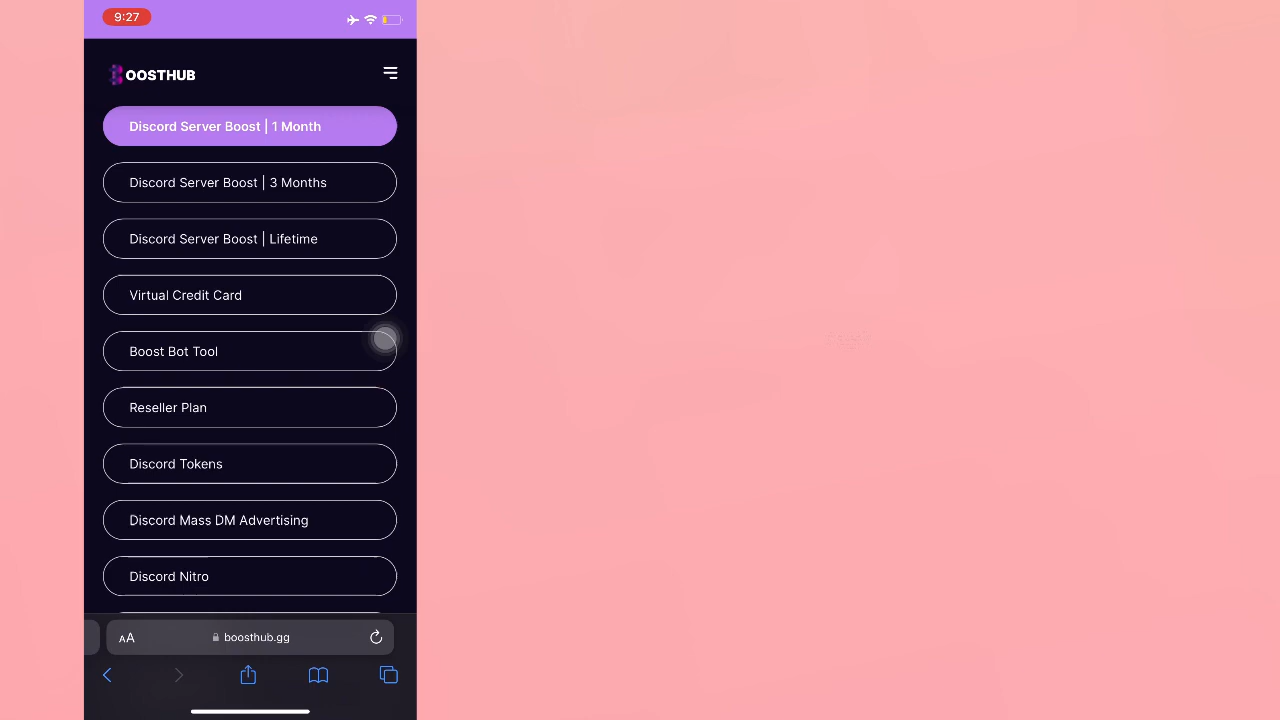 9:27
BOOSTHUB
Discord Server Boost | 1 Month
Discord Server Boost | 3 Months
Discord Server Boost | Lifetime
Virtual Credit Card
Boost Bot Tool
Reseller Plan
Discord Tokens
Discord Mass DM Advertising
Discord Nitro
AA
boosthub.gg